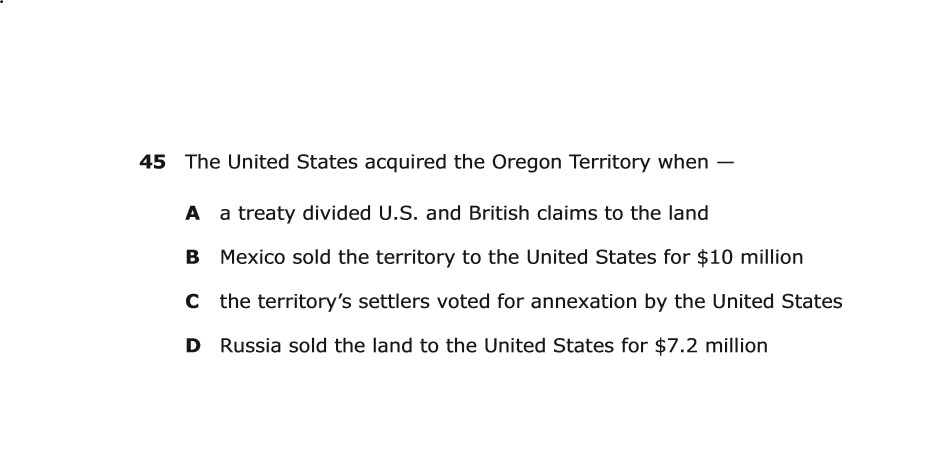 45 The United States acquired the Oregon Territory when —
A a treaty divided U.S. and British claims to the land
B Mexico sold the territory to the United States for $10 million
C the territory’s settlers voted for annexation by the United States
D Russia sold the land to the United States for $7.2 million